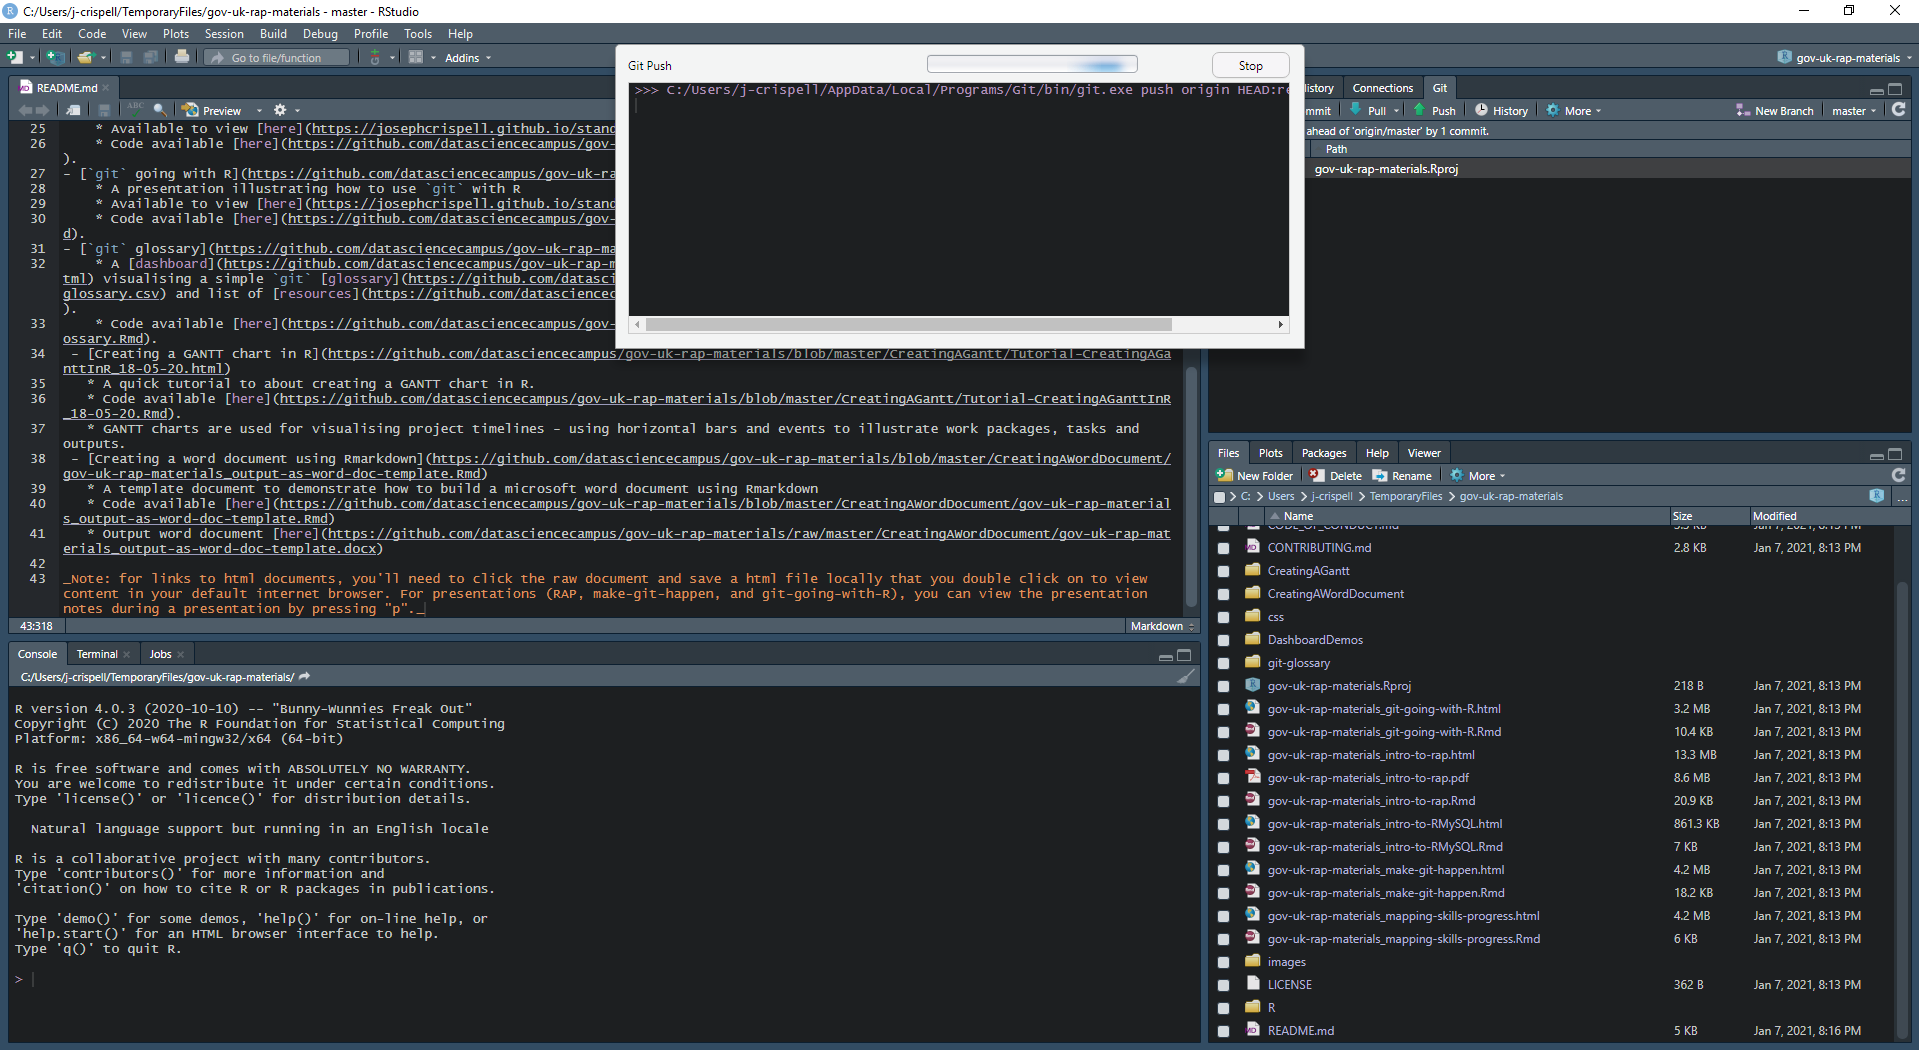 C:/Users/j-crispell/TemporaryFiles/gov-uk-rap-materials - master - RStudio
File Edit Code View Plots Session Build Debug Profile Tools Help
Go to file/function
Addins
gov-uk-rap-materials
README.md
Preview
25 * Available to view [here](https://josephcrispell.github.io/stand
26 * Code available [here](https://github.com/datasciencecampus/gov-
).
27 - [`git` going with R](https://github.com/datasciencecampus/gov-uk-ra
28 * A presentation illustrating how to use `git` with R
29 * Available to view [here](https://josephcrispell.github.io/stand
30 * Code available [here](https://github.com/datasciencecampus/gov-
d).
31 - [`git` glossary](https://github.com/datasciencecampus/gov-uk-rap-ma
32 * A [dashboard](https://github.com/datasciencecampus/gov-uk-rap-m
tml) visualising a simple `git` [glossary](https://github.com/datasci
glossary.csv) and list of [resources](https://github.com/datasciencec
).
33 * Code available [here](https://github.com/datasciencecampus/gov-
ossary.Rmd).
34 - [Creating a GANTT chart in R](https://github.com/datasciencecampus/gov-uk-rap-materials/blob/master/CreatingAGantt/Tutorial-CreatingAGa
nttInR_18-05-20.html)
35 * A quick tutorial to about creating a GANTT chart in R.
36 * Code available [here](https://github.com/datasciencecampus/gov-uk-rap-materials/blob/master/CreatingAGantt/Tutorial-CreatingAGanttInR
_18-05-20.Rmd).
37 * GANTT charts are used for visualising project timelines - using horizontal bars and events to illustrate work packages, tasks and
outputs.
38 - [Creating a word document using Rmarkdown](https://github.com/datasciencecampus/gov-uk-rap-materials/blob/master/CreatingAWordDocument/
gov-uk-rap-materials_output-as-word-doc-template.Rmd)
39 * A template document to demonstrate how to build a microsoft word document using Rmarkdown
40 * Code available [here](https://github.com/datasciencecampus/gov-uk-rap-materials/blob/master/CreatingAWordDocument/gov-uk-rap-material
s_output-as-word-doc-template.Rmd)
41 * Output word document [here](https://github.com/datasciencecampus/gov-uk-rap-materials/raw/master/CreatingAWordDocument/gov-uk-rap-mat
erials_output-as-word-doc-template.docx)
42
43 _Note: for links to html documents, you'll need to click the raw document and save a html file locally that you double click on to view
content in your default internet browser. For presentations (RAP, make-git-happen, and git-going-with-R), you can view the presentation
notes during a presentation by pressing "p"._
43:318
Markdown
Git Push
Stop
>>> C:/Users/j-crispell/AppData/Local/Programs/Git/bin/git.exe push origin HEAD:re
istory Connections Git
mmit Pull Push History More New Branch master
ahead of 'origin/master' by 1 commit.
Path
gov-uk-rap-materials.Rproj
Console Terminal Jobs
C:/Users/j-crispell/TemporaryFiles/gov-uk-rap-materials/
R version 4.0.3 (2020-10-10) -- "Bunny-Wunnies Freak Out"
Copyright (C) 2020 The R Foundation for Statistical Computing
Platform: x86_64-w64-mingw32/x64 (64-bit)
R is free software and comes with ABSOLUTELY NO WARRANTY.
You are welcome to redistribute it under certain conditions.
Type 'license()' or 'licence()' for distribution details.
Natural language support but running in an English locale
R is a collaborative project with many contributors.
Type 'contributors()' for more information and
'citation()' on how to cite R or R packages in publications.
Type 'demo()' for some demos, 'help()' for on-line help, or
'help.start()' for an HTML browser interface to help.
Type 'q()' to quit R.
>
Files Plots Packages Help Viewer
New Folder Delete Rename More
C: > Users > j-crispell > TemporaryFiles > gov-uk-rap-materials
...
Name Size Modified
CODE_OF_CONDUCT.md 3.3 KB Jan 7, 2021, 8:13 PM
CONTRIBUTING.md 2.8 KB Jan 7, 2021, 8:13 PM
CreatingAGantt
CreatingAWordDocument
css
DashboardDemos
git-glossary
gov-uk-rap-materials.Rproj 218 B Jan 7, 2021, 8:13 PM
gov-uk-rap-materials_git-going-with-R.html 3.2 MB Jan 7, 2021, 8:13 PM
gov-uk-rap-materials_git-going-with-R.Rmd 10.4 KB Jan 7, 2021, 8:13 PM
gov-uk-rap-materials_intro-to-rap.html 13.3 MB Jan 7, 2021, 8:13 PM
gov-uk-rap-materials_intro-to-rap.pdf 8.6 MB Jan 7, 2021, 8:13 PM
gov-uk-rap-materials_intro-to-rap.Rmd 20.9 KB Jan 7, 2021, 8:13 PM
gov-uk-rap-materials_intro-to-RMySQL.html 861.3 KB Jan 7, 2021, 8:13 PM
gov-uk-rap-materials_intro-to-RMySQL.Rmd 7 KB Jan 7, 2021, 8:13 PM
gov-uk-rap-materials_make-git-happen.html 4.2 MB Jan 7, 2021, 8:13 PM
gov-uk-rap-materials_make-git-happen.Rmd 18.2 KB Jan 7, 2021, 8:13 PM
gov-uk-rap-materials_mapping-skills-progress.html 4.2 MB Jan 7, 2021, 8:13 PM
gov-uk-rap-materials_mapping-skills-progress.Rmd 6 KB Jan 7, 2021, 8:13 PM
images
LICENSE 362 B Jan 7, 2021, 8:13 PM
R
README.md 5 KB Jan 7, 2021, 8:16 PM